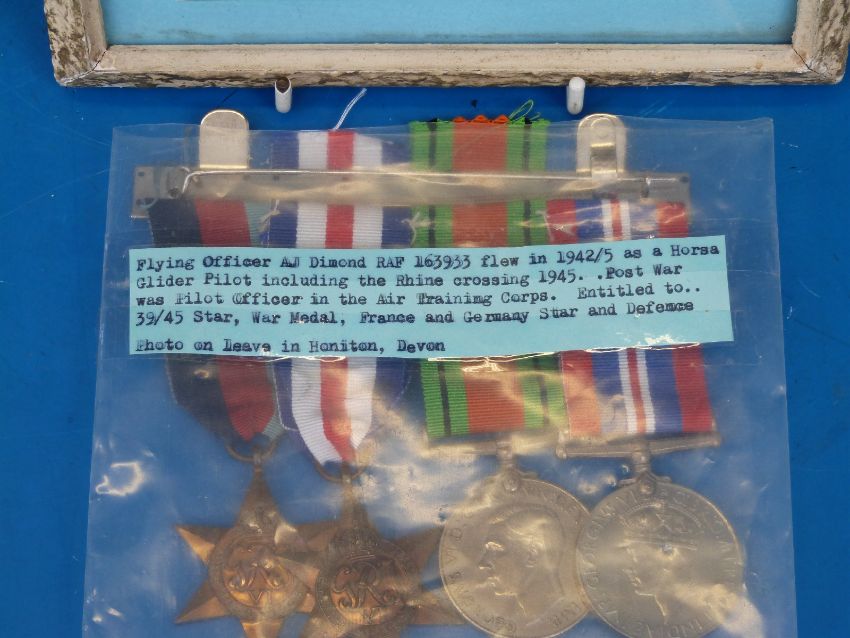 Flying Officer AJ Dimond RAF 163933 flew in 1942/5 as a Horsa
Glider Pilot including the Rhine crossing 1945. .Post War
was Pilot Officer in the Air Training Corps. Entitled to..
39/45 Star, War Medal, France and Germany Star and Defemce
Photo on Leave in Honiton, Devon